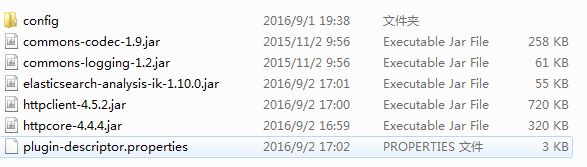 config 2016/9/1 19:38 文件夹
commons-codec-1.9.jar 2015/11/2 9:56 Executable Jar File 258 KB
commons-logging-1.2.jar 2015/11/2 9:56 Executable Jar File 61 KB
elasticsearch-analysis-ik-1.10.0.jar 2016/9/2 17:01 Executable Jar File 55 KB
httpclient-4.5.2.jar 2016/9/2 17:00 Executable Jar File 720 KB
httpcore-4.4.4.jar 2016/9/2 16:59 Executable Jar File 320 KB
plugin-descriptor.properties 2016/9/2 17:02 PROPERTIES 文件 3 KB